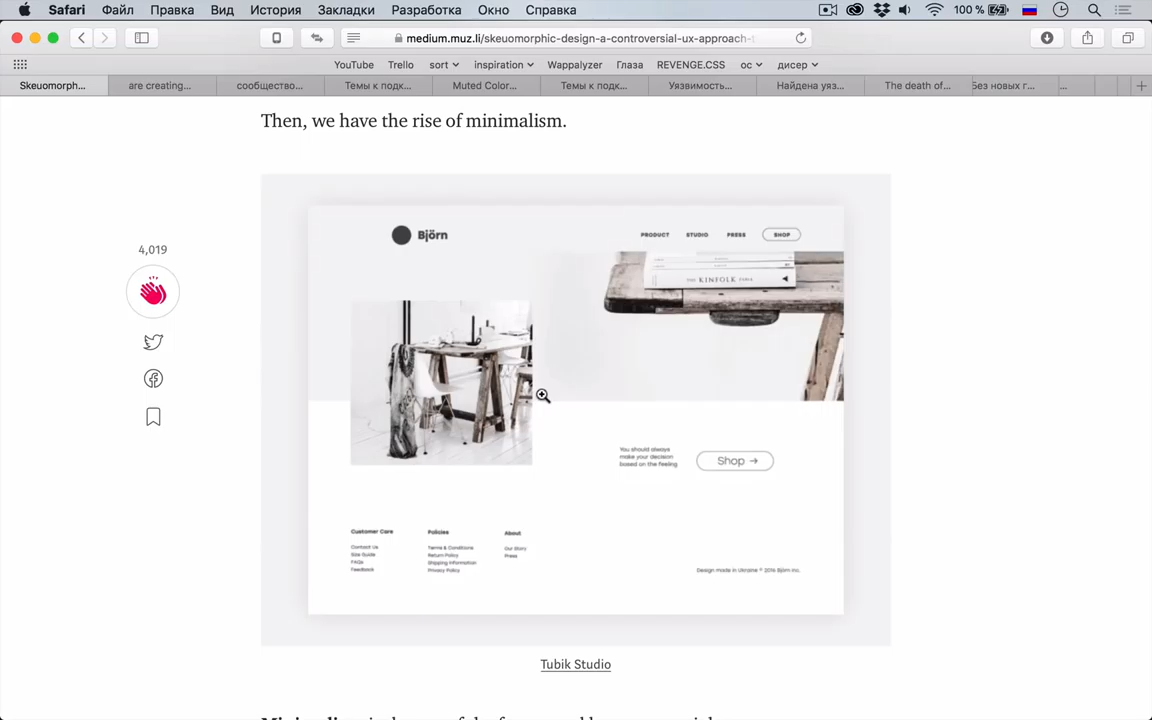 Safari Файл Правка Вид История Закладки Разработка Окно Справка 100 %
medium.muz.li/skeuomorphic-design-a-controversial-ux-approach-
YouTube Trello sort inspiration Wappalyzer Глаза REVENGE.CSS ос дисер
Skeuomorph... are creating... сообщество... Темы к подк... Muted Color... Темы к подк... Уязвимость... Найдена уяз... The death of... Без новых г... ...
Then, we have the rise of minimalism.
Björn
PRODUCT STUDIO PRESS SHOP
THE KINFOLK TABLE
4,019
You should always
make your decision
based on the feeling
Shop →
Customer Care
Contact Us
Size Guide
FAQs
Feedback
Policies
Terms & Conditions
Return Policy
Shipping Information
Privacy Policy
About
Our Story
Press
Design made in Ukraine © 2016 Björn Inc.
Tubik Studio